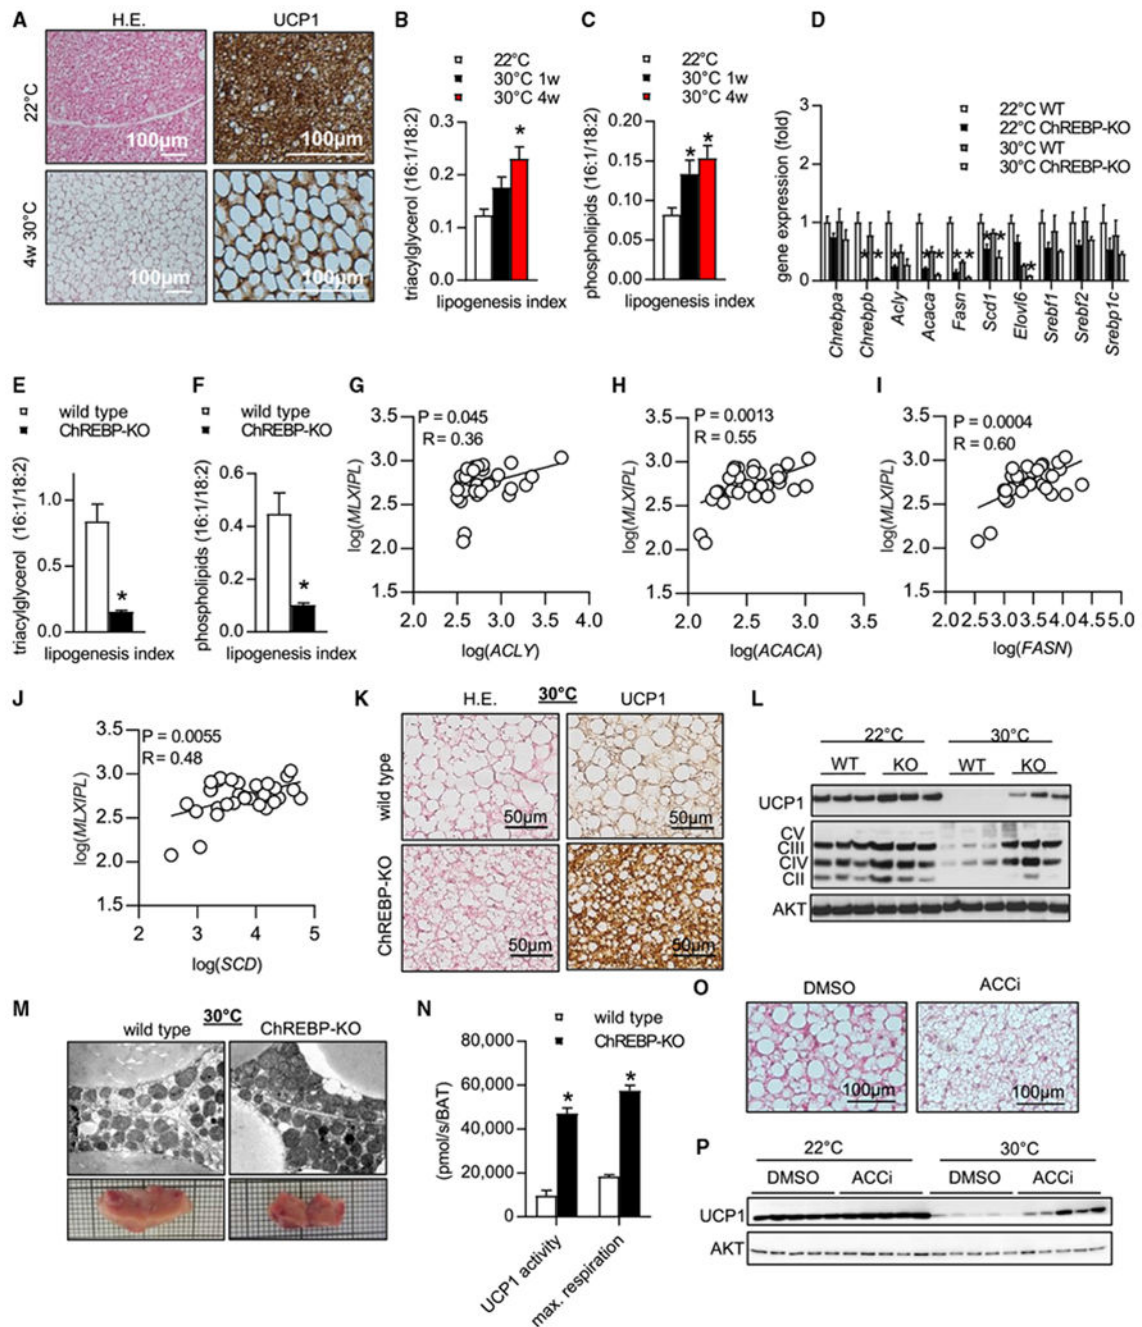 A
H.E.
UCP1
22°C
100µm
100µm
4w 30°C
100µm
100µm
B
22°C
30°C 1w
30°C 4w
triacylglycerol (16:1/18:2)
0.3
0.2
0.1
0.0
*
lipogenesis index
C
22°C
30°C 1w
30°C 4w
phospholipids (16:1/18:2)
0.20
0.15
0.10
0.05
0.00
* *
lipogenesis index
D
22°C WT
22°C ChREBP-KO
30°C WT
30°C ChREBP-KO
gene expression (fold)
3
2
1
0
Chrebpa
Chrebpb
Acly
Acaca
Fasn
Scd1
Elovl6
Srebf1
Srebf2
Srebp1c
E
wild type
ChREBP-KO
triacylglycerol (16:1/18:2)
1.0
0.5
0.0
*
lipogenesis index
F
wild type
ChREBP-KO
phospholipids (16:1/18:2)
0.6
0.4
0.2
0.0
*
lipogenesis index
G
P = 0.045
R = 0.36
log(MLXIPL)
3.5
3.0
2.5
2.0
1.5
2.0 2.5 3.0 3.5 4.0
log(ACLY)
H
P = 0.0013
R = 0.55
log(MLXIPL)
3.5
3.0
2.5
2.0
1.5
2.0 2.5 3.0 3.5
log(ACACA)
I
P = 0.0004
R = 0.60
log(MLXIPL)
3.5
3.0
2.5
2.0
1.5
2.0 2.5 3.0 3.5 4.0 4.5 5.0
log(FASN)
J
P = 0.0055
R = 0.48
log(MLXIPL)
3.5
3.0
2.5
2.0
1.5
2 3 4 5
log(SCD)
K
H.E. 30°C UCP1
wild type
50µm
50µm
ChREBP-KO
50µm
50µm
L
22°C 30°C
WT KO WT KO
UCP1
CV
CIII
CIV
CII
AKT
M
30°C
wild type ChREBP-KO
N
wild type
ChREBP-KO
(pmol/s/BAT)
80,000
60,000
40,000
20,000
0
* *
UCP1 activity
max. respiration
O
DMSO ACCi
100µm
100µm
P
22°C 30°C
DMSO ACCi DMSO ACCi
UCP1
AKT